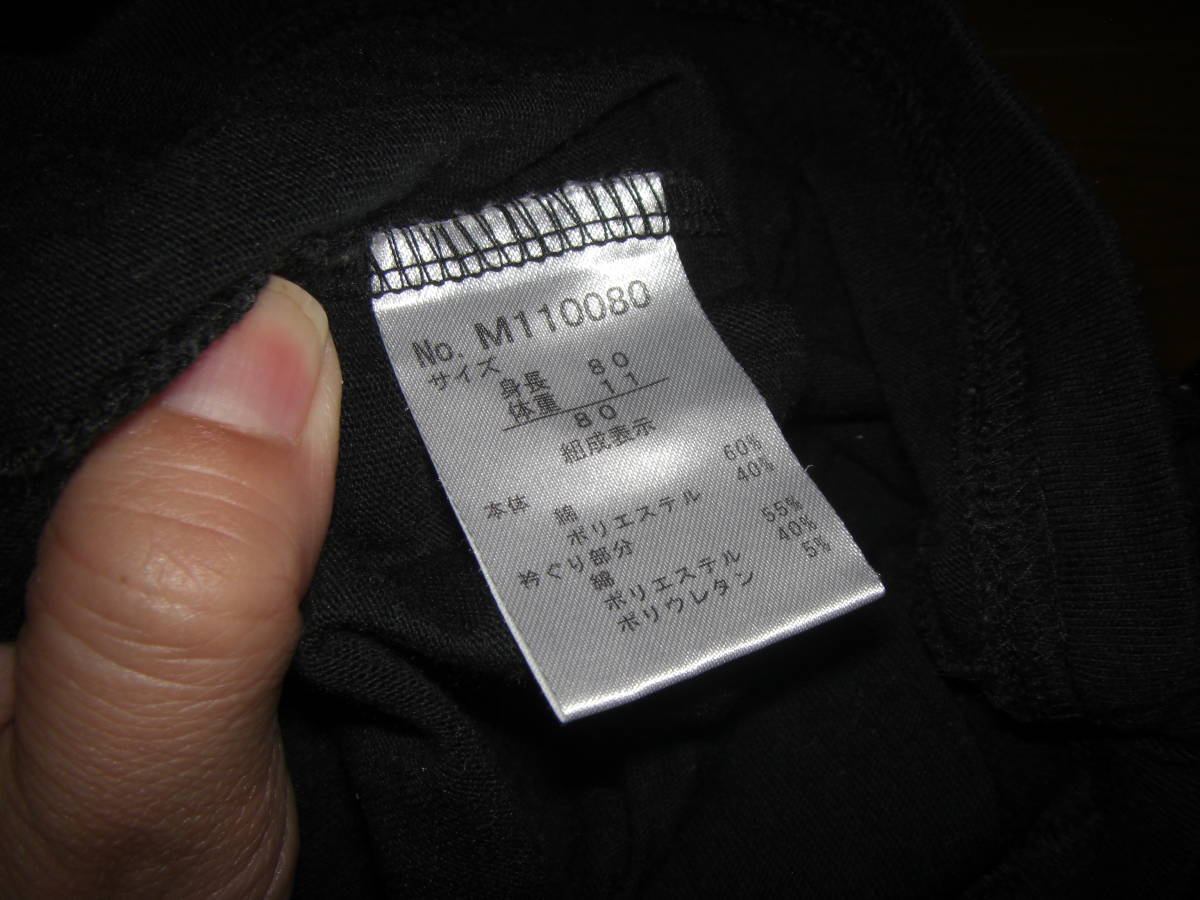 No. M110080
サイズ
身長 80
体重 11
80
組成表示
本体 綿 60%
ポリエステル 40%
衿ぐり部分
綿 55%
ポリエステル 40%
ポリウレタン 5%